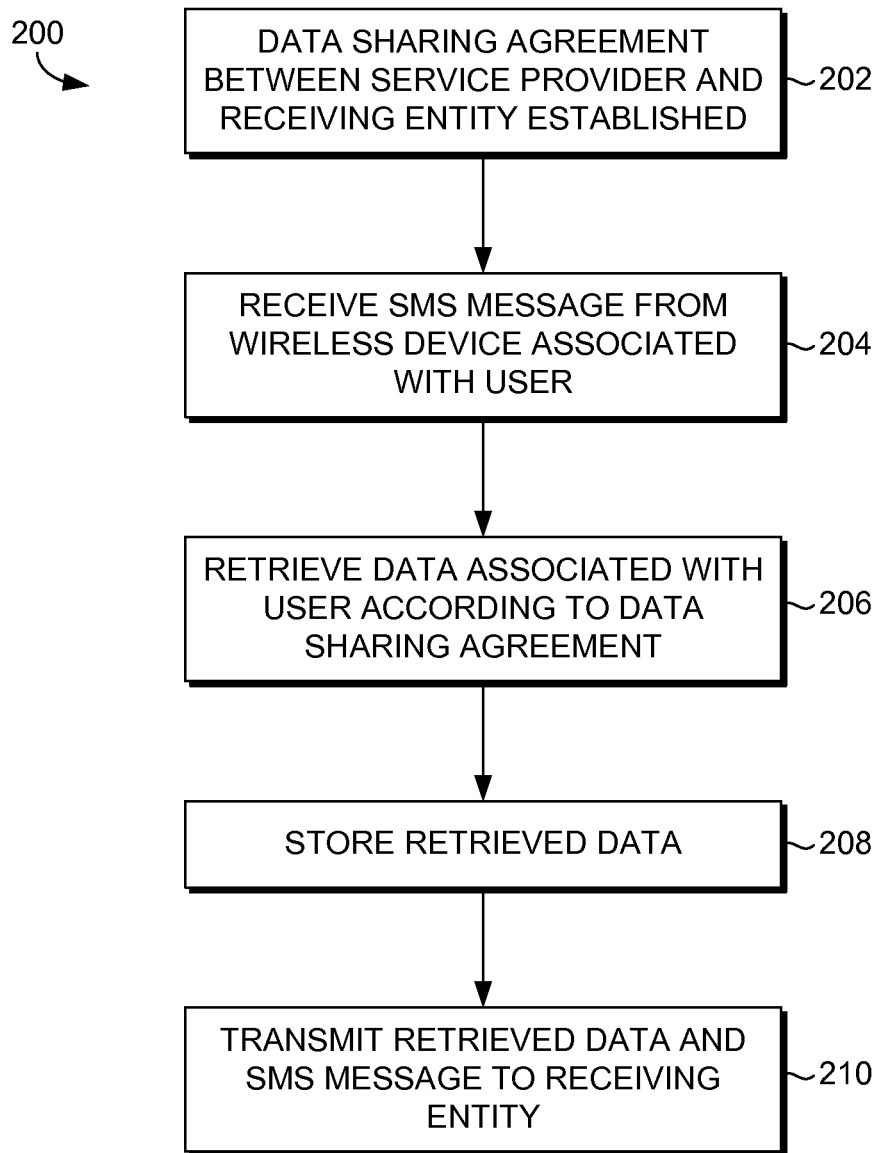 200
DATA SHARING AGREEMENT
BETWEEN SERVICE PROVIDER AND
RECEIVING ENTITY ESTABLISHED
202
RECEIVE SMS MESSAGE FROM
WIRELESS DEVICE ASSOCIATED
WITH USER
204
RETRIEVE DATA ASSOCIATED WITH
USER ACCORDING TO DATA
SHARING AGREEMENT
206
STORE RETRIEVED DATA
208
TRANSMIT RETRIEVED DATA AND
SMS MESSAGE TO RECEIVING
ENTITY
210